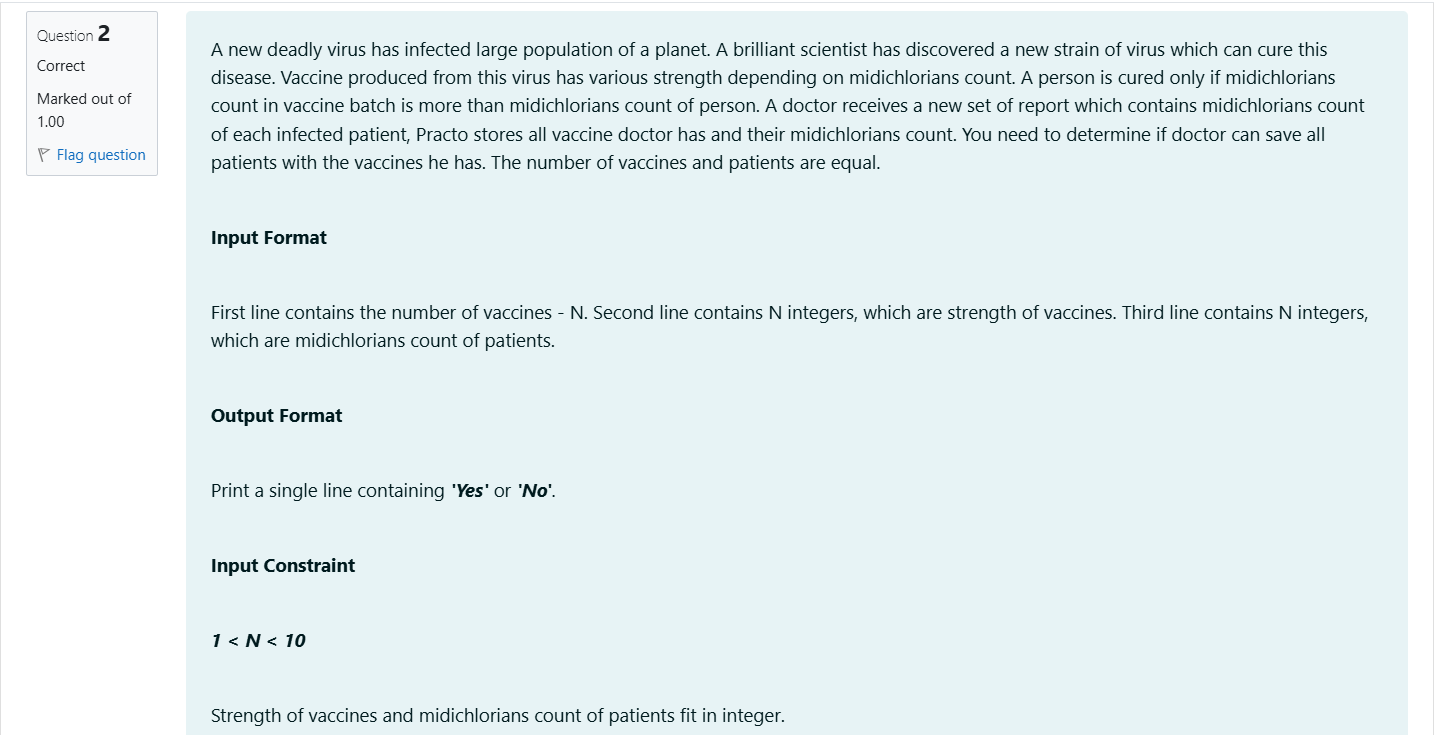 Question 2
Correct
Marked out of
1.00
Flag question
A new deadly virus has infected large population of a planet. A brilliant scientist has discovered a new strain of virus which can cure this
disease. Vaccine produced from this virus has various strength depending on midichlorians count. A person is cured only if midichlorians
count in vaccine batch is more than midichlorians count of person. A doctor receives a new set of report which contains midichlorians count
of each infected patient, Practo stores all vaccine doctor has and their midichlorians count. You need to determine if doctor can save all
patients with the vaccines he has. The number of vaccines and patients are equal.
Input Format
First line contains the number of vaccines - N. Second line contains N integers, which are strength of vaccines. Third line contains N integers,
which are midichlorians count of patients.
Output Format
Print a single line containing 'Yes' or 'No'.
Input Constraint
1 < N < 10
Strength of vaccines and midichlorians count of patients fit in integer.